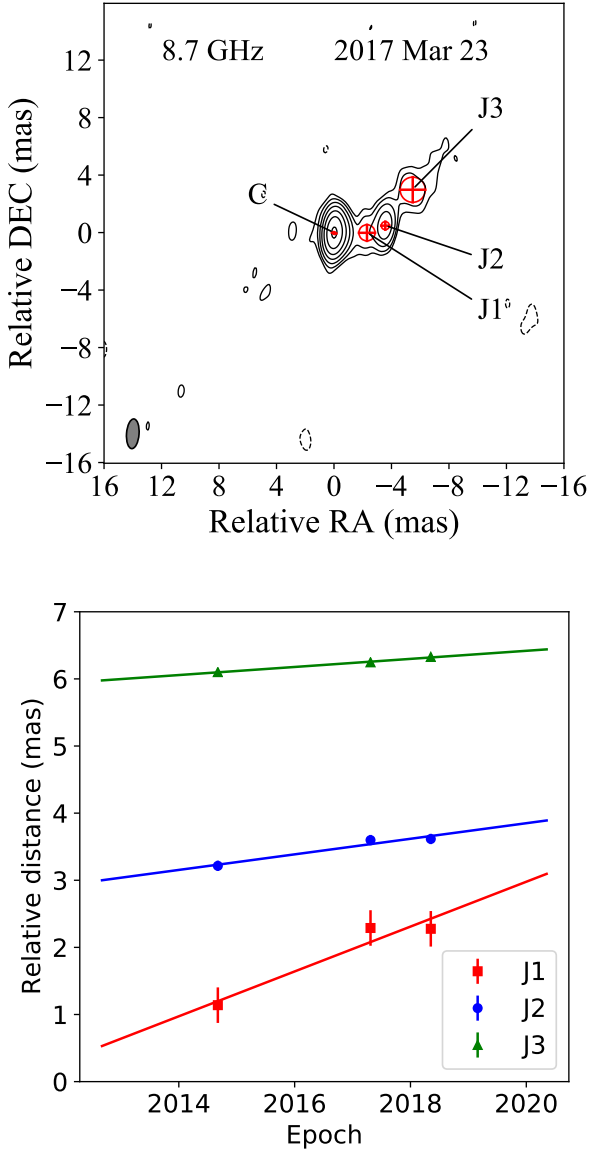 8.7 GHz 2017 Mar 23
12
8
4
0
−4
−8
−12
−16
Relative DEC (mas)
C
J3
J2
J1
16 12 8 4 0 −4 −8 −12 −16
Relative RA (mas)
7
6
5
4
3
2
1
0
Relative distance (mas)
J1
J2
J3
2014 2016 2018 2020
Epoch